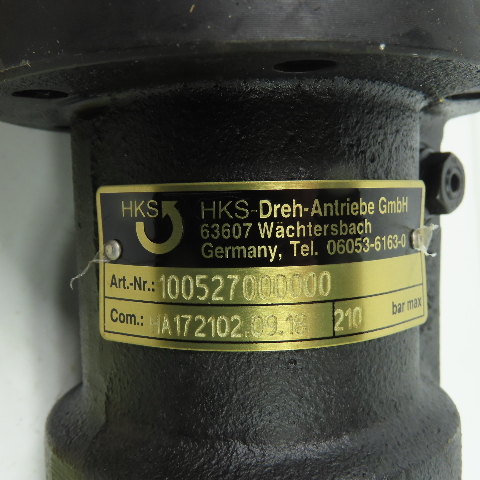 HKS
HKS-Dreh-Antriebe GmbH
63607 Wächtersbach
Germany, Tel. 06053-6163-0
Art.-Nr.: 100527000000
Com.: HA172102.09.18 210 bar max